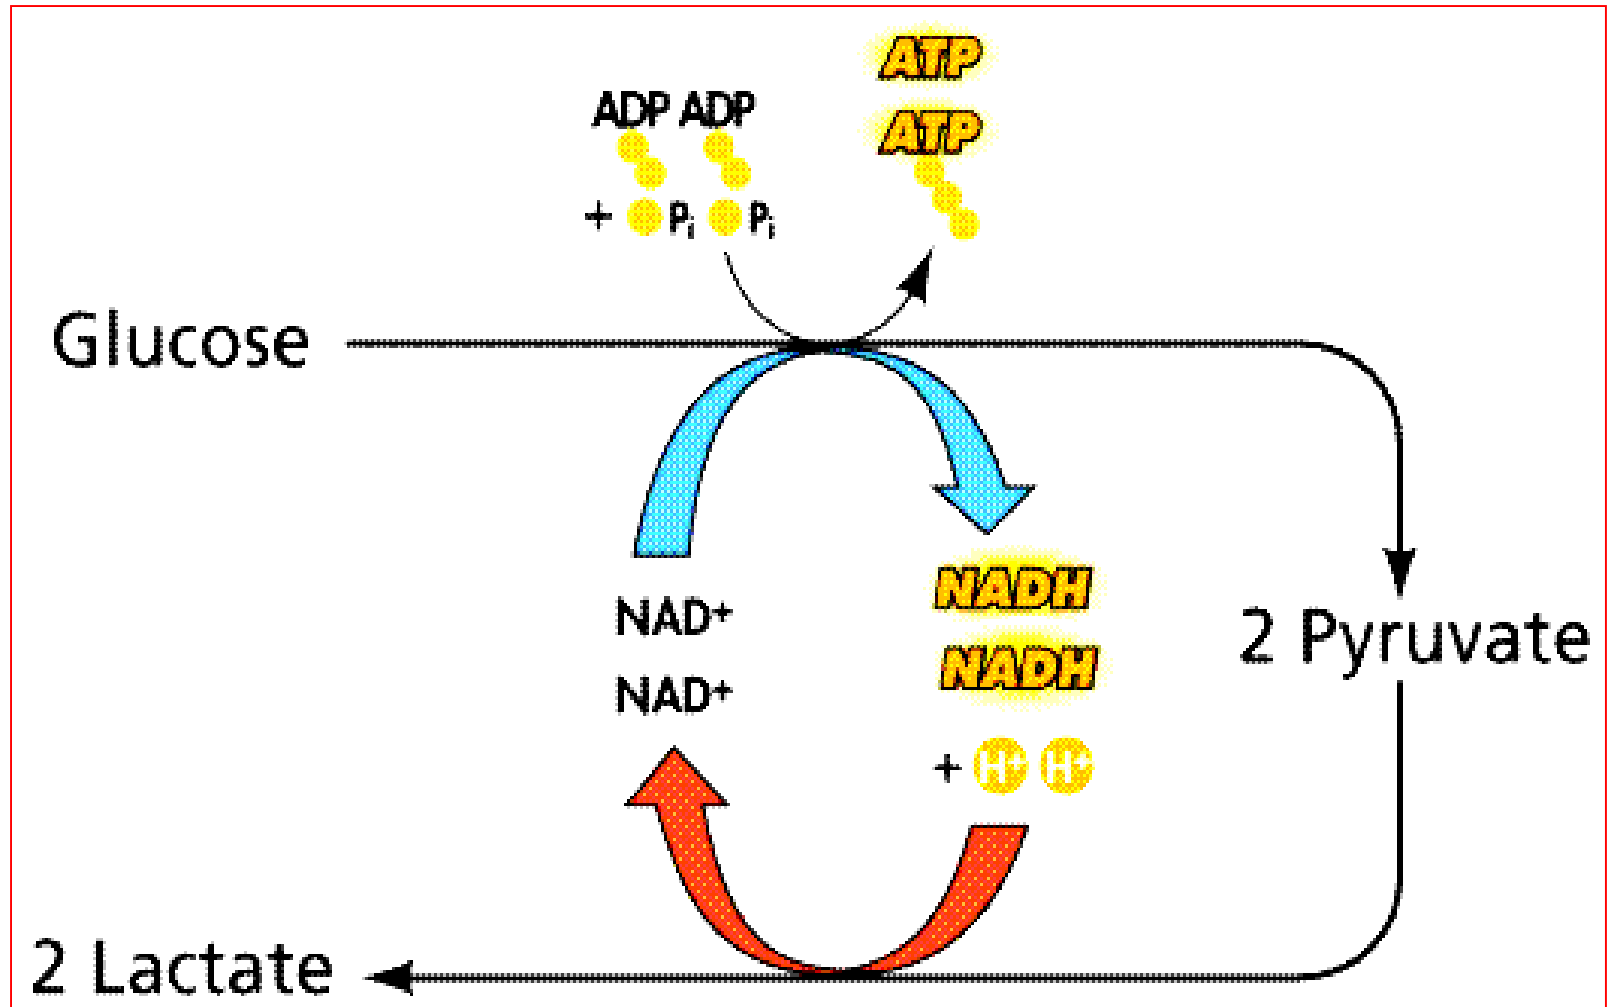 ATP
ATP
ADP ADP
+ Pi Pi
Glucose
NAD+
NAD+
NADH
NADH
+ H+ H+
2 Pyruvate
2 Lactate